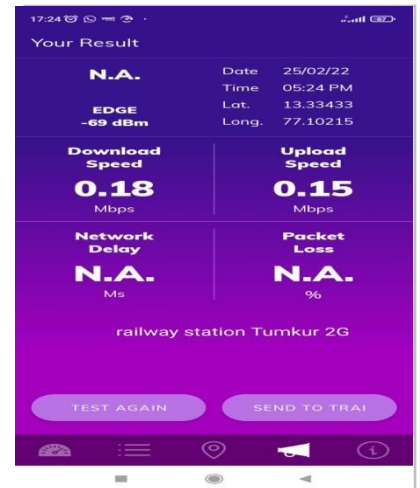 17:24
Your Result
N.A.
EDGE
-69 dBm
Date 25/02/22
Time 05:24 PM
Lat. 13.33433
Long. 77.10215
Download
Speed
0.18
Mbps
Upload
Speed
0.15
Mbps
Network
Delay
N.A.
Ms
Packet
Loss
N.A.
%
railway station Tumkur 2G
TEST AGAIN
SEND TO TRAI